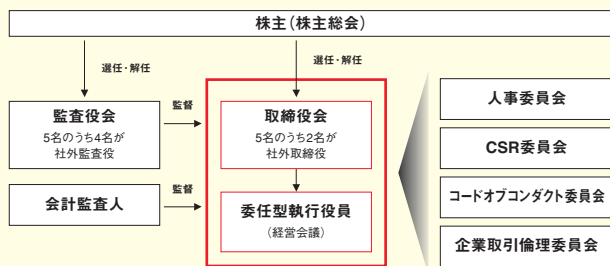 株主（株主総会）
選任・解任
選任・解任
監査役会
5名のうち4名が
社外監査役
監督
取締役会
5名のうち2名が
社外取締役
会計監査人
監督
委任型執行役員
（経営会議）
人事委員会
CSR委員会
コードオブコンダクト委員会
企業取引倫理委員会